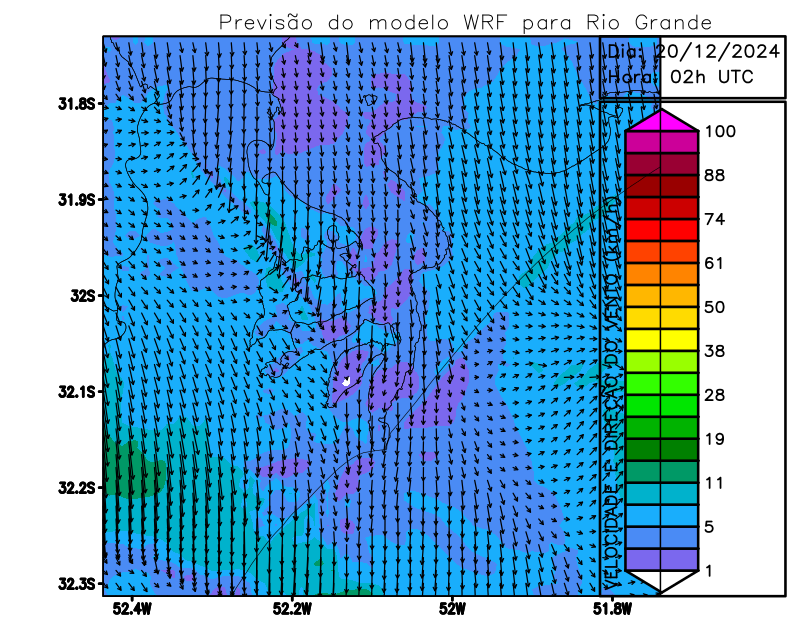 Previsão do modelo WRF para Rio Grande
Dia: 20/12/2024
Hora: 02h UTC
31.8S
31.9S
32S
32.1S
32.2S
32.3S
52.4W
52.2W
52W
51.8W
VELOCIDADE E DIREÇÃO DO VENTO (km/h)
100
88
74
61
50
38
28
19
11
5
1